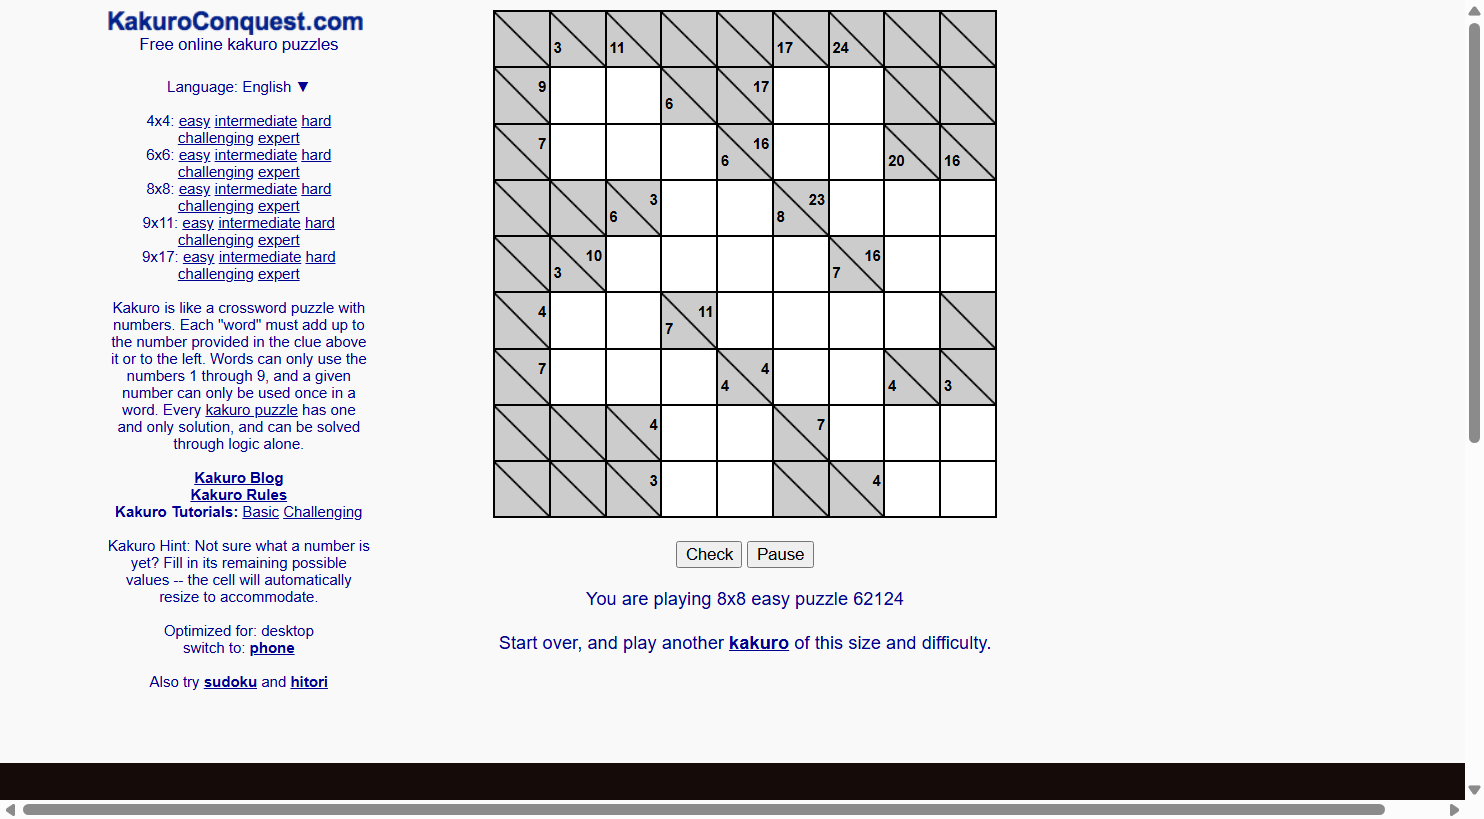 KakuroConquest.com
Free online kakuro puzzles
Language: English ▼
4x4: easy intermediate hard
challenging expert
6x6: easy intermediate hard
challenging expert
8x8: easy intermediate hard
challenging expert
9x11: easy intermediate hard
challenging expert
9x17: easy intermediate hard
challenging expert
Kakuro is like a crossword puzzle with
numbers. Each "word" must add up to
the number provided in the clue above
it or to the left. Words can only use the
numbers 1 through 9, and a given
number can only be used once in a
word. Every kakuro puzzle has one
and only solution, and can be solved
through logic alone.
Kakuro Blog
Kakuro Rules
Kakuro Tutorials: Basic Challenging
Kakuro Hint: Not sure what a number is
yet? Fill in its remaining possible
values -- the cell will automatically
resize to accommodate.
Optimized for: desktop
switch to: phone
Also try sudoku and hitori
3 11 17 24
9 6 17
7 6 16 20 16
6 3 8 23
3 10 7 16
4 7 11
7 4 4 4 3
4 7
3 4
Check Pause
You are playing 8x8 easy puzzle 62124
Start over, and play another kakuro of this size and difficulty.